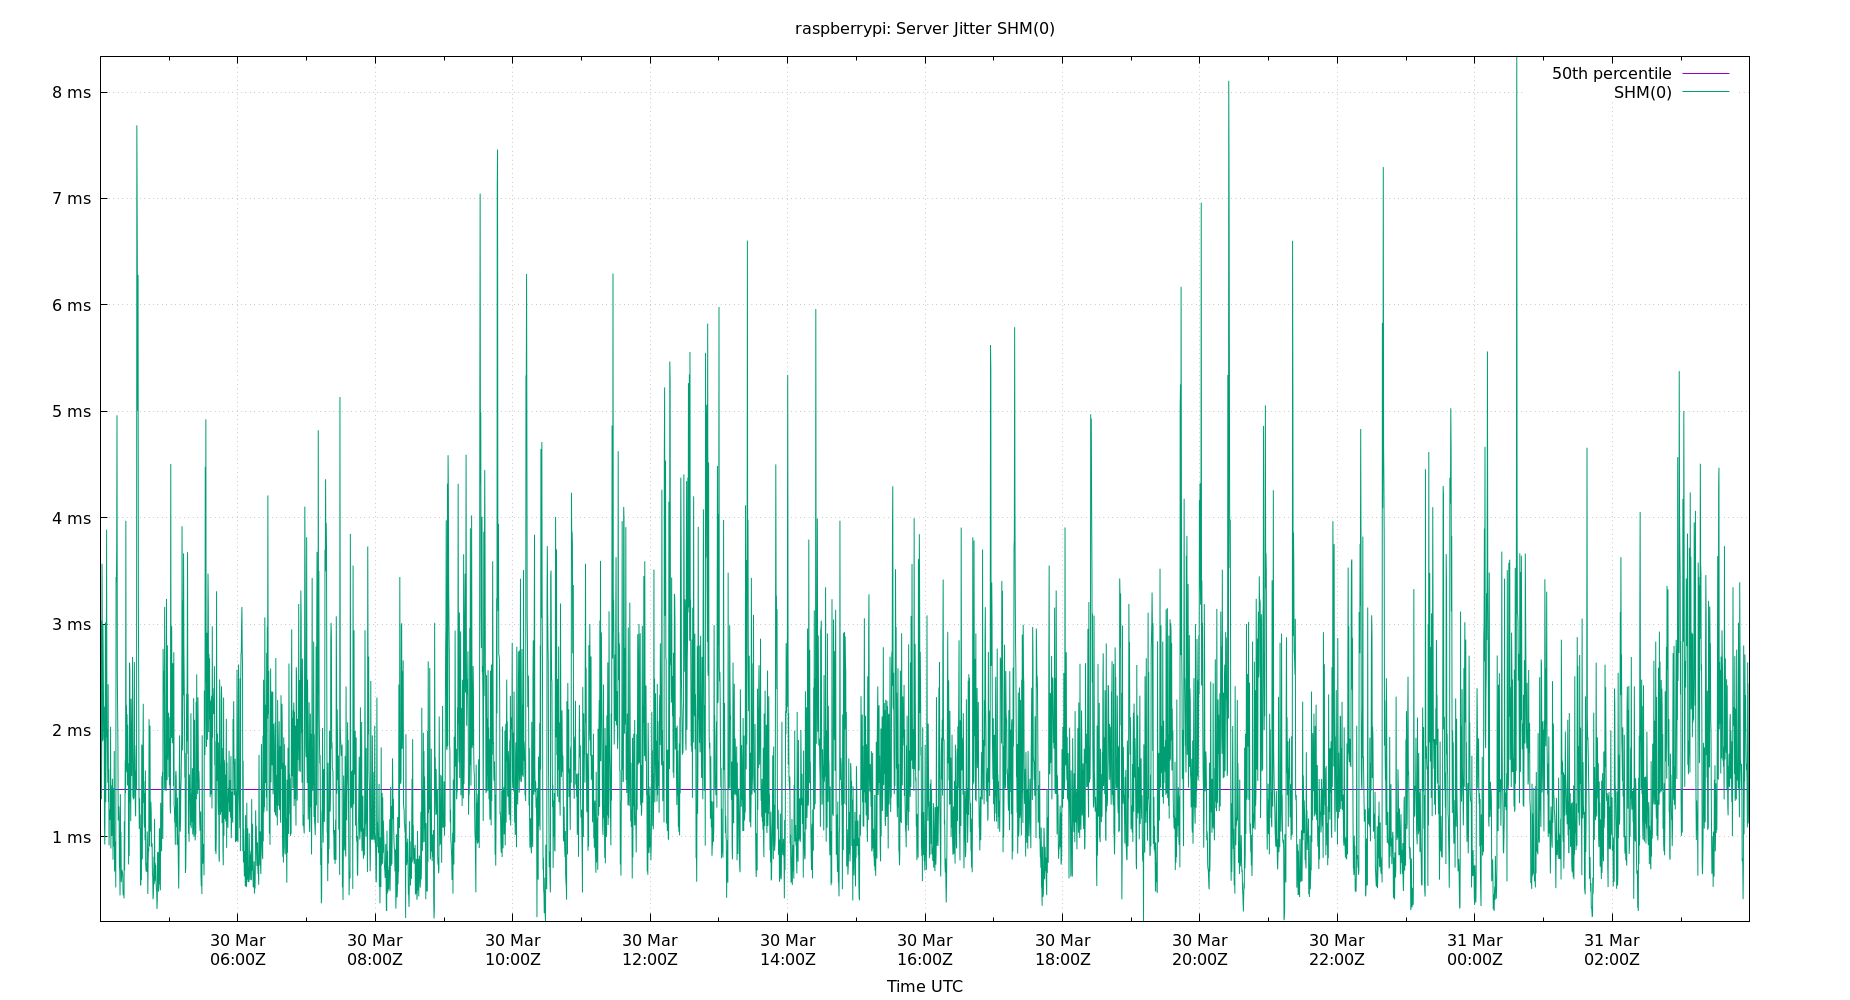 raspberrypi: Server Jitter SHM(0)
50th percentile
SHM(0)
8 ms
7 ms
6 ms
5 ms
4 ms
3 ms
2 ms
1 ms
30 Mar 30 Mar 30 Mar 30 Mar 30 Mar 30 Mar 30 Mar 30 Mar 30 Mar 31 Mar 31 Mar
06:00Z 08:00Z 10:00Z 12:00Z 14:00Z 16:00Z 18:00Z 20:00Z 22:00Z 00:00Z 02:00Z
Time UTC